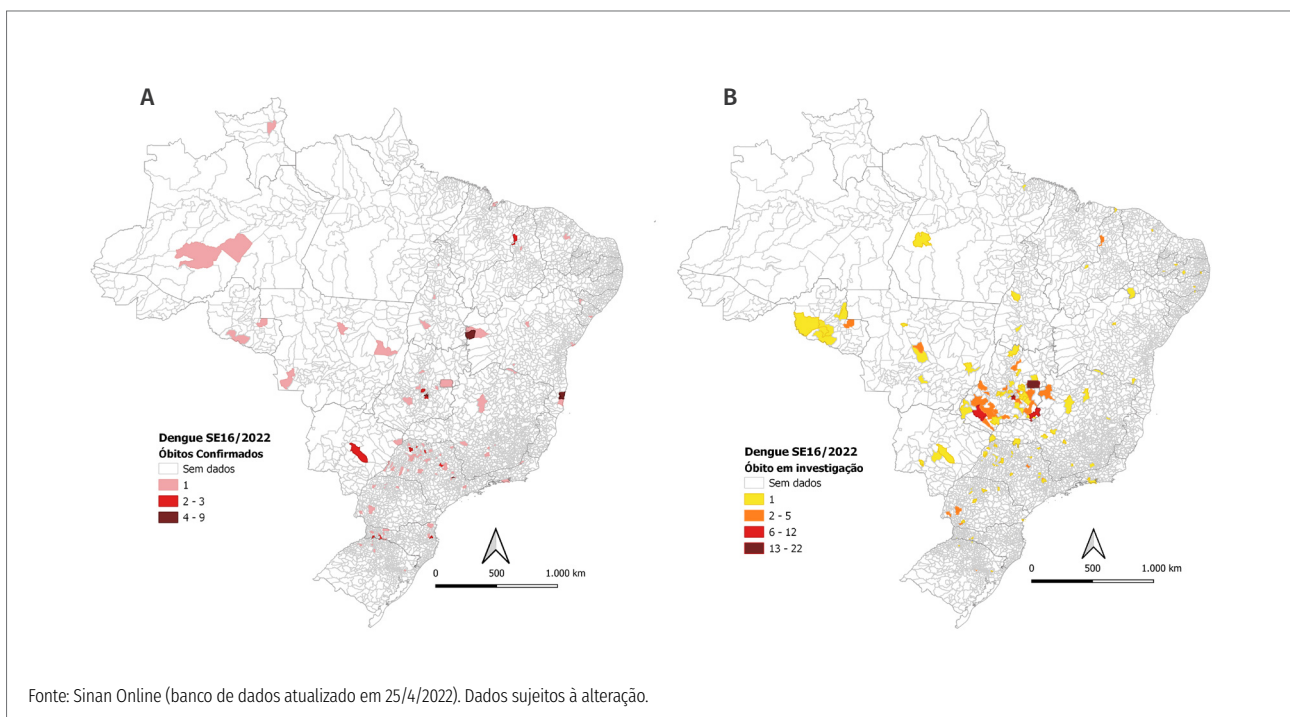 A
B
Dengue SE16/2022
Óbitos Confirmados
Sem dados
1
2 - 3
4 - 9
0 500 1.000 km
Dengue SE16/2022
Óbito em investigação
Sem dados
1
2 - 5
6 - 12
13 - 22
0 500 1.000 km
Fonte: Sinan Online (banco de dados atualizado em 25/4/2022). Dados sujeitos à alteração.